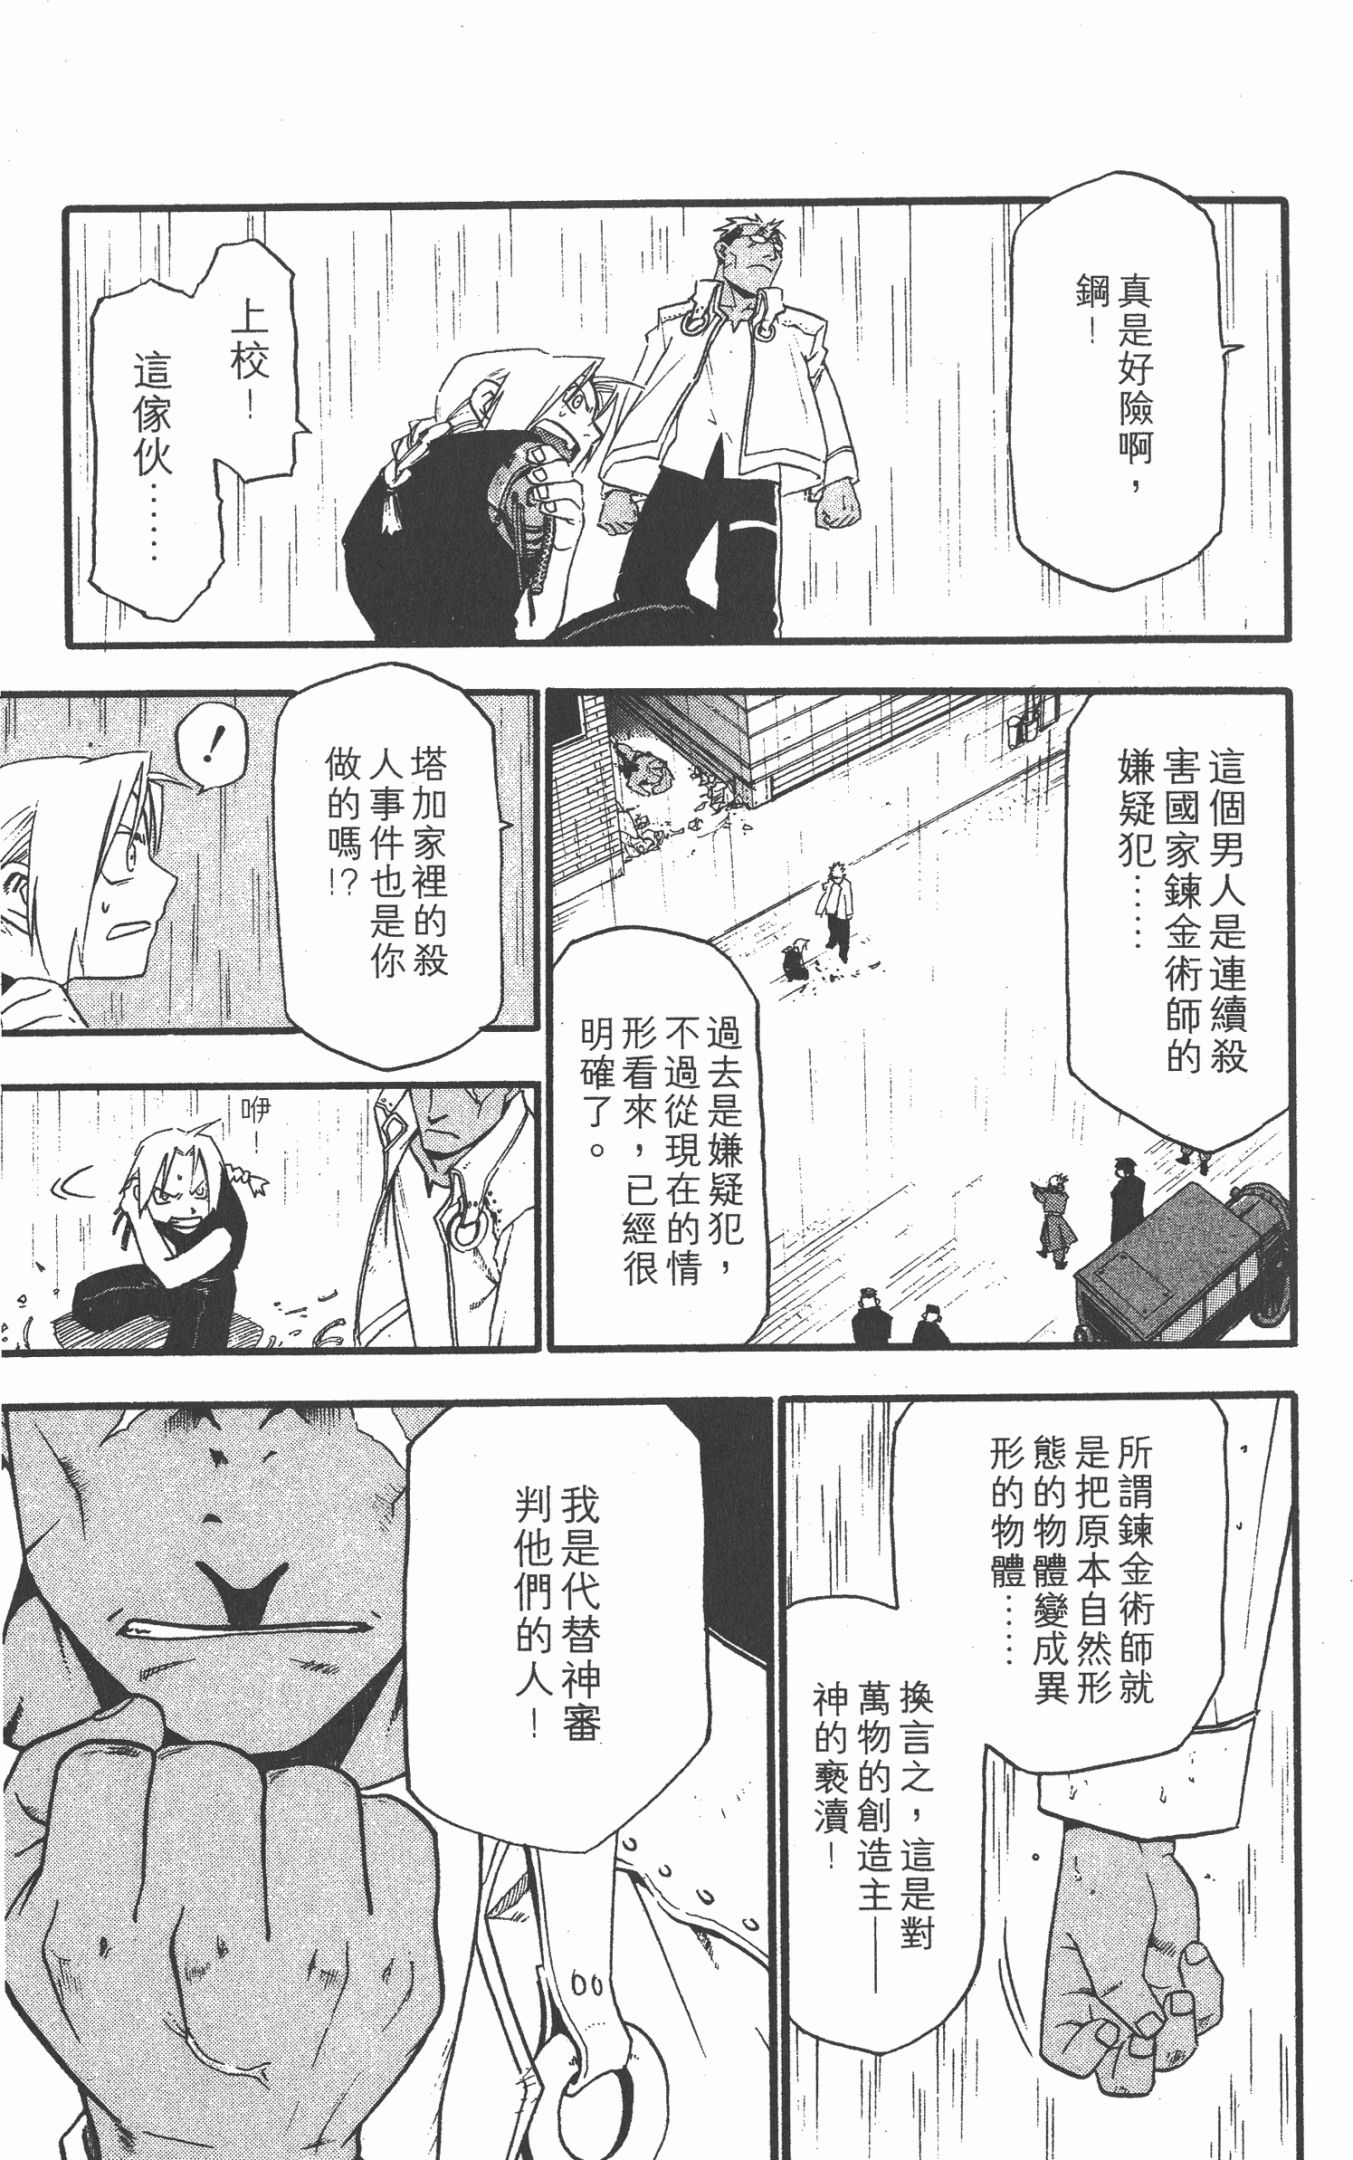 真是好險啊，
鋼！
上校！
這傢伙……
這個男人是連續殺
害國家鍊金術師的
嫌疑犯……
過去是嫌疑犯，
不過從現在的情
形看來，已經很
明確了。
塔加家裡的殺
人事件也是你
做的嗎!?
！
咿！
所謂鍊金術師就
是把原本自然形
態的物體變成異
形的物體……
換言之，這是對
萬物的創造主——
神的褻瀆！
我是代替神審
判他們的人！